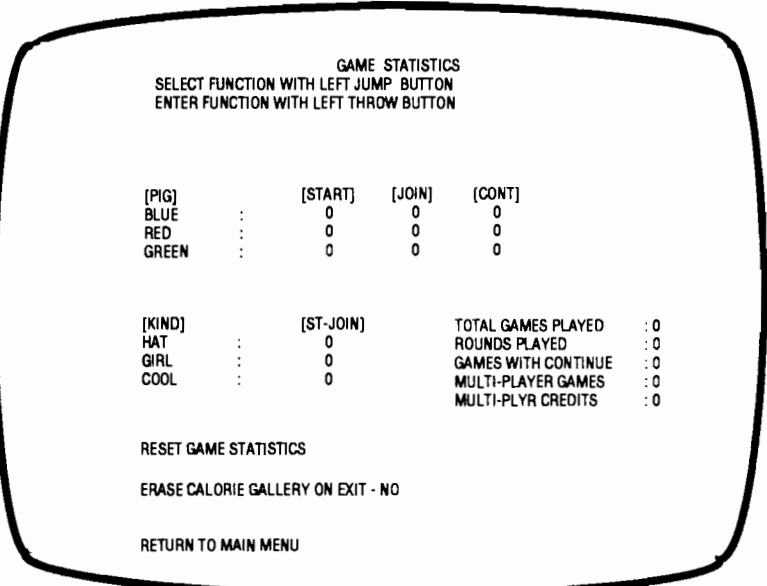 GAME STATISTICS
SELECT FUNCTION WITH LEFT JUMP BUTTON
ENTER FUNCTION WITH LEFT THROW BUTTON
[PIG] [START] [JOIN] [CONT]
BLUE : 0 0 0
RED : 0 0 0
GREEN : 0 0 0
[KIND] [ST-JOIN]
HAT : 0
GIRL : 0
COOL : 0
TOTAL GAMES PLAYED : 0
ROUNDS PLAYED : 0
GAMES WITH CONTINUE : 0
MULTI-PLAYER GAMES : 0
MULTI-PLYR CREDITS : 0
RESET GAME STATISTICS
ERASE CALORIE GALLERY ON EXIT - NO
RETURN TO MAIN MENU